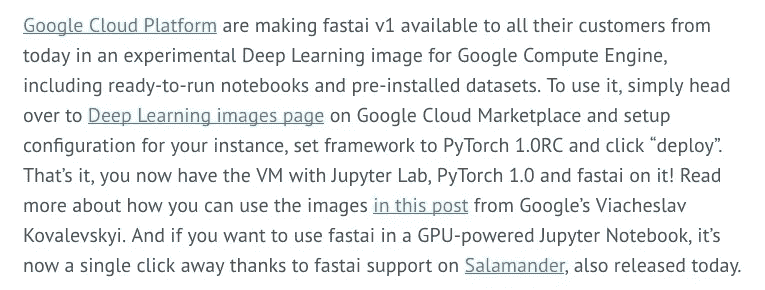 Google Cloud Platform are making fastai v1 available to all their customers from
today in an experimental Deep Learning image for Google Compute Engine,
including ready-to-run notebooks and pre-installed datasets. To use it, simply head
over to Deep Learning images page on Google Cloud Marketplace and setup
configuration for your instance, set framework to PyTorch 1.0RC and click “deploy”.
That’s it, you now have the VM with Jupyter Lab, PyTorch 1.0 and fastai on it! Read
more about how you can use the images in this post from Google’s Viacheslav
Kovalevskyi. And if you want to use fastai in a GPU-powered Jupyter Notebook, it’s
now a single click away thanks to fastai support on Salamander, also released today.